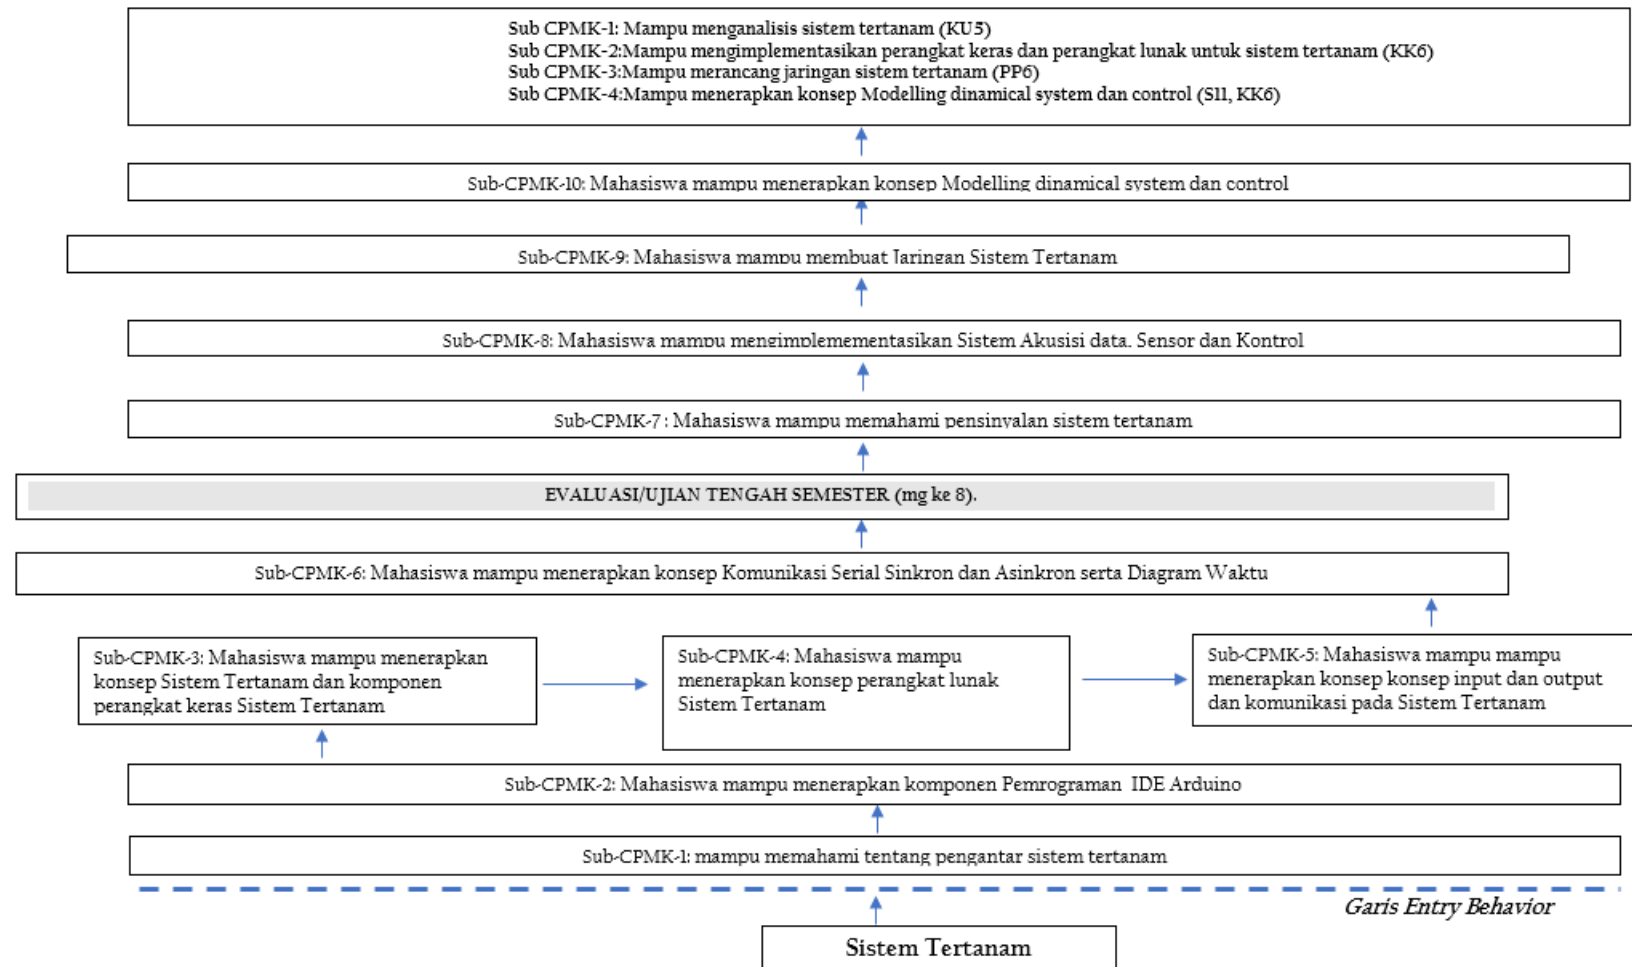 Sub CPMK-1: Mampu menganalisis sistem tertanam (KU5)
Sub CPMK-2:Mampu mengimplementasikan perangkat keras dan perangkat lunak untuk sistem tertanam (KK6)
Sub CPMK-3:Mampu merancang jaringan sistem tertanam (PP6)
Sub CPMK-4:Mampu menerapkan konsep Modelling dinamical system dan control (S11, KK6)
Sub-CPMK-10: Mahasiswa mampu menerapkan konsep Modelling dinamical system dan control
Sub-CPMK-9: Mahasiswa mampu membuat Jaringan Sistem Tertanam
Sub-CPMK-8: Mahasiswa mampu mengimplemementasikan Sistem Akusisi data, Sensor dan Kontrol
Sub-CPMK-7 : Mahasiswa mampu memahami pensinyalan sistem tertanam
EVALUASI/UJIAN TENGAH SEMESTER (mg ke 8).
Sub-CPMK-6: Mahasiswa mampu menerapkan konsep Komunikasi Serial Sinkron dan Asinkron serta Diagram Waktu
Sub-CPMK-3: Mahasiswa mampu menerapkan
konsep Sistem Tertanam dan komponen
perangkat keras Sistem Tertanam
Sub-CPMK-4: Mahasiswa mampu
menerapkan konsep perangkat lunak
Sistem Tertanam
Sub-CPMK-5: Mahasiswa mampu mampu
menerapkan konsep konsep input dan output
dan komunikasi pada Sistem Tertanam
Sub-CPMK-2: Mahasiswa mampu menerapkan komponen Pemrograman IDE Arduino
Sub-CPMK-1: mampu memahami tentang pengantar sistem tertanam
Garis Entry Behavior
Sistem Tertanam